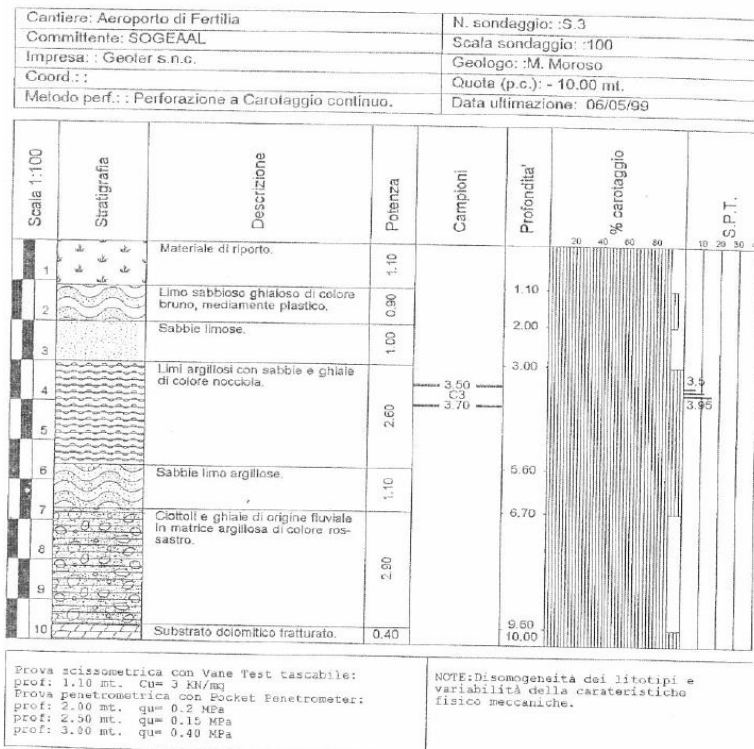 Cantiere: Aeroporto di Fertilia
Committente: SOGEAAL
Impresa: : Geoter s.n.c.
Coord.: :
Metodo perf.: : Perforazione a Carotaggio continuo.
N. sondaggio: :S.3
Scala sondaggio: :100
Geologo: :M. Moroso
Quota (p.c.): - 10.00 mt.
Data ultimazione: 06/05/99
Scala 1:100
Stratigrafia
Descrizione
Potenza
Campioni
Profondita'
% carotaggio
S.P.T.
20 40 60 80
10 20 30
1
Materiale di riporto.
1.10
1.10
2
Limo sabbioso ghiaioso di colore
bruno, mediamente plastico.
0.90
2.00
3
Sabbie limose.
1.00
3.00
4
5
Limi argillosi con sabbie e ghiaie
di colore nocciola.
2.60
3.50
C3
3.70
3.5
3.95
5.60
6
Sabbie limo argillose.
1.10
6.70
7
8
9
Ciottoli e ghiaie di origine fluviale
in matrice argillosa di colore ros-
sastro.
2.90
9.60
10
Substrato dolomitico fratturato.
0.40
10.00
Prova scissometrica con Vane Test tascabile:
prof: 1.10 mt. Cu= 3 KN/mq
Prova penetrometrica con Pocket Penetrometer:
prof: 2.00 mt. qu= 0.2 MPa
prof: 2.50 mt. qu= 0.15 MPa
prof: 3.00 mt. qu= 0.40 MPa
NOTE:Disomogeneità dei litotipi e
variabilità della carateristiche
fisico meccaniche.